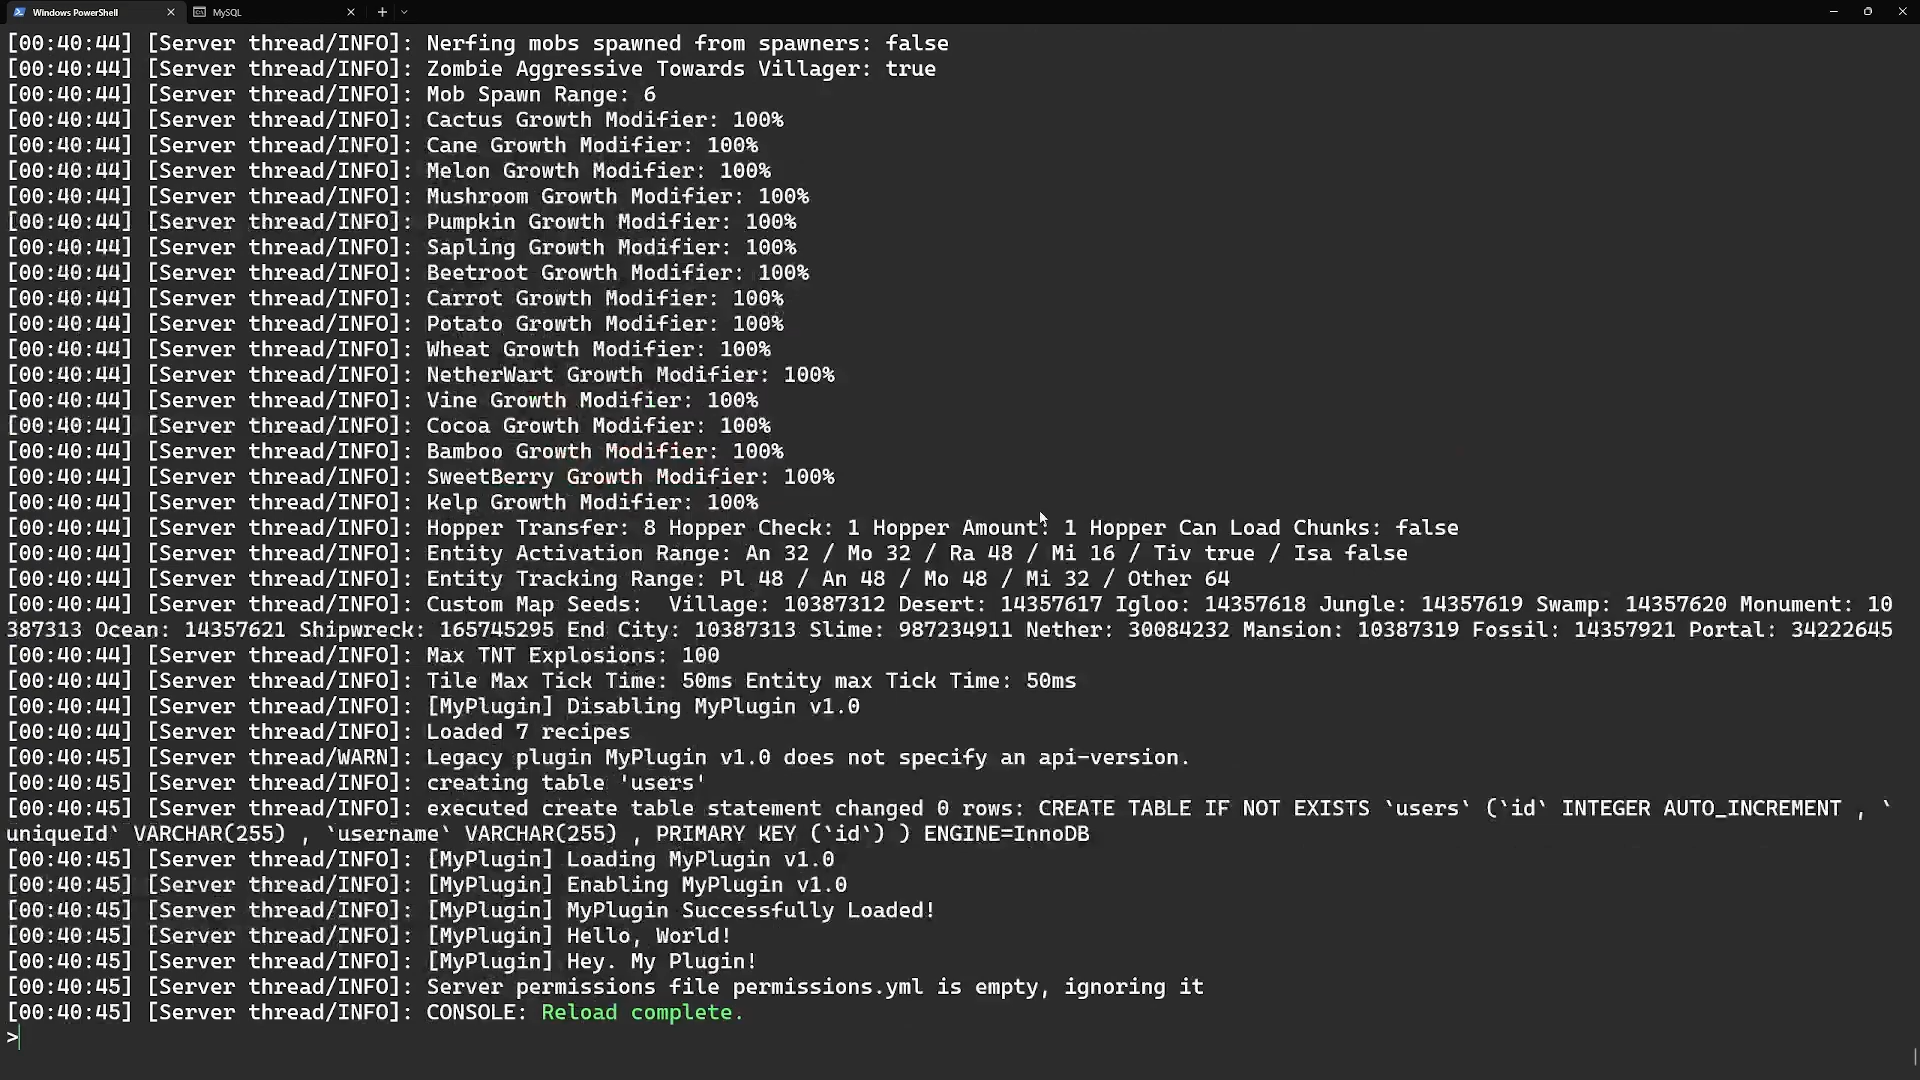 Windows PowerShell
MySQL
[00:40:44] [Server thread/INFO]: Nerfing mobs spawned from spawners: false
[00:40:44] [Server thread/INFO]: Zombie Aggressive Towards Villager: true
[00:40:44] [Server thread/INFO]: Mob Spawn Range: 6
[00:40:44] [Server thread/INFO]: Cactus Growth Modifier: 100%
[00:40:44] [Server thread/INFO]: Cane Growth Modifier: 100%
[00:40:44] [Server thread/INFO]: Melon Growth Modifier: 100%
[00:40:44] [Server thread/INFO]: Mushroom Growth Modifier: 100%
[00:40:44] [Server thread/INFO]: Pumpkin Growth Modifier: 100%
[00:40:44] [Server thread/INFO]: Sapling Growth Modifier: 100%
[00:40:44] [Server thread/INFO]: Beetroot Growth Modifier: 100%
[00:40:44] [Server thread/INFO]: Carrot Growth Modifier: 100%
[00:40:44] [Server thread/INFO]: Potato Growth Modifier: 100%
[00:40:44] [Server thread/INFO]: Wheat Growth Modifier: 100%
[00:40:44] [Server thread/INFO]: NetherWart Growth Modifier: 100%
[00:40:44] [Server thread/INFO]: Vine Growth Modifier: 100%
[00:40:44] [Server thread/INFO]: Cocoa Growth Modifier: 100%
[00:40:44] [Server thread/INFO]: Bamboo Growth Modifier: 100%
[00:40:44] [Server thread/INFO]: SweetBerry Growth Modifier: 100%
[00:40:44] [Server thread/INFO]: Kelp Growth Modifier: 100%
[00:40:44] [Server thread/INFO]: Hopper Transfer: 8 Hopper Check: 1 Hopper Amount: 1 Hopper Can Load Chunks: false
[00:40:44] [Server thread/INFO]: Entity Activation Range: An 32 / Mo 32 / Ra 48 / Mi 16 / Tiv true / Isa false
[00:40:44] [Server thread/INFO]: Entity Tracking Range: Pl 48 / An 48 / Mo 48 / Mi 32 / Other 64
[00:40:44] [Server thread/INFO]: Custom Map Seeds:  Village: 10387312 Desert: 14357617 Igloo: 14357618 Jungle: 14357619 Swamp: 14357620 Monument: 10
387313 Ocean: 14357621 Shipwreck: 165745295 End City: 10387313 Slime: 987234911 Nether: 30084232 Mansion: 10387319 Fossil: 14357921 Portal: 34222645
[00:40:44] [Server thread/INFO]: Max TNT Explosions: 100
[00:40:44] [Server thread/INFO]: Tile Max Tick Time: 50ms Entity max Tick Time: 50ms
[00:40:44] [Server thread/INFO]: [MyPlugin] Disabling MyPlugin v1.0
[00:40:44] [Server thread/INFO]: Loaded 7 recipes
[00:40:45] [Server thread/WARN]: Legacy plugin MyPlugin v1.0 does not specify an api-version.
[00:40:45] [Server thread/INFO]: creating table 'users'
[00:40:45] [Server thread/INFO]: executed create table statement changed 0 rows: CREATE TABLE IF NOT EXISTS `users` (`id` INTEGER AUTO_INCREMENT , `
uniqueId` VARCHAR(255) , `username` VARCHAR(255) , PRIMARY KEY (`id`) ) ENGINE=InnoDB
[00:40:45] [Server thread/INFO]: [MyPlugin] Loading MyPlugin v1.0
[00:40:45] [Server thread/INFO]: [MyPlugin] Enabling MyPlugin v1.0
[00:40:45] [Server thread/INFO]: [MyPlugin] MyPlugin Successfully Loaded!
[00:40:45] [Server thread/INFO]: [MyPlugin] Hello, World!
[00:40:45] [Server thread/INFO]: [MyPlugin] Hey. My Plugin!
[00:40:45] [Server thread/INFO]: Server permissions file permissions.yml is empty, ignoring it
[00:40:45] [Server thread/INFO]: CONSOLE: Reload complete.
>